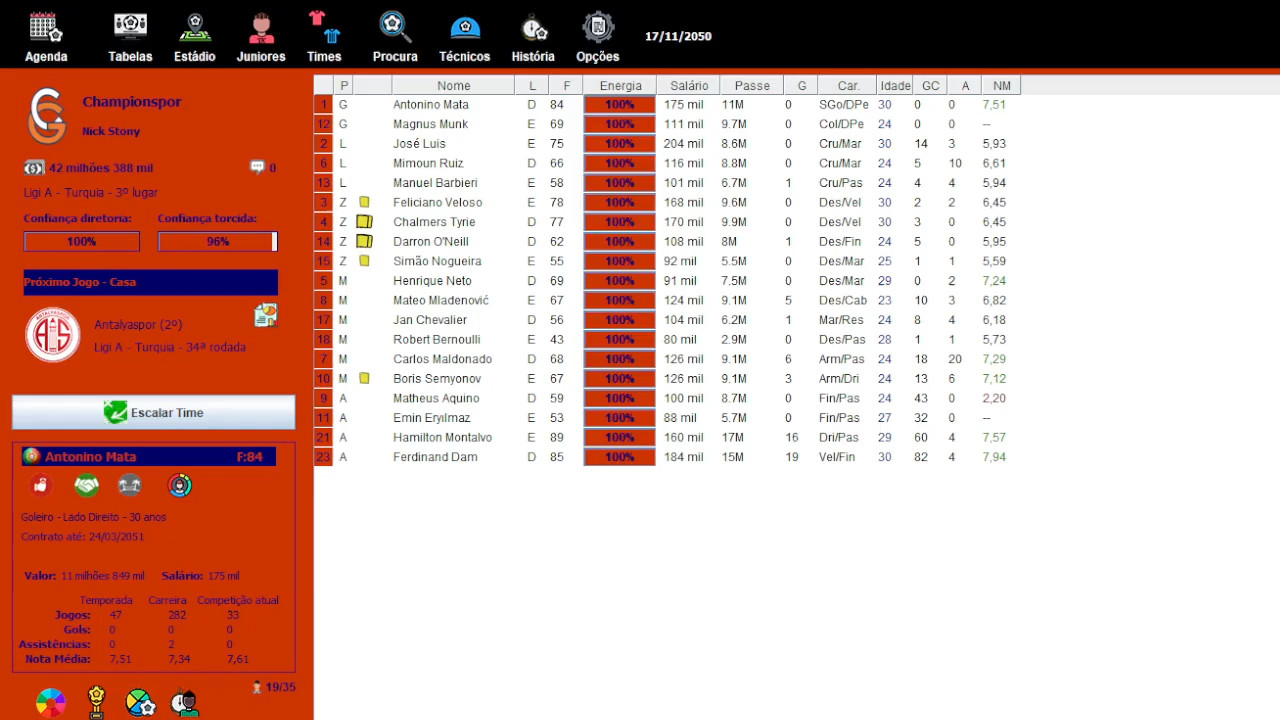 Agenda Tabelas Estádio Juniores Times Procura Técnicos História Opções 17/11/2050
Championspor
Nick Stony
42 milhões 388 mil 0
Ligi A - Turquia - 3º lugar
Confiança diretoria: Confiança torcida:
100% 96%
Próximo Jogo - Casa
Antalyaspor (2º)
Ligi A - Turquia - 34ª rodada
Escalar Time
Antonino Mata F:84
Goleiro - Lado Direito - 30 anos
Contrato até: 24/03/2051
Valor: 11 milhões 849 mil Salário: 175 mil
Temporada Carreira Competição atual
Jogos: 47 282 33
Gols: 0 0 0
Assistências: 0 2 0
Nota Média: 7,51 7,34 7,61
19/35
P Nome L F Energia Salário Passe G Car. Idade GC A NM
1 G Antonino Mata D 84 100% 175 mil 11M 0 SGo/DPe 30 0 0 7,51
12 G Magnus Munk E 69 100% 111 mil 9.7M 0 Col/DPe 24 0 0 --
2 L José Luis E 75 100% 204 mil 8.6M 0 Cru/Mar 30 14 3 5,93
6 L Mimoun Ruiz D 66 100% 116 mil 8.8M 0 Cru/Mar 24 5 10 6,61
13 L Manuel Barbieri E 58 100% 101 mil 6.7M 1 Cru/Pas 24 4 4 5,94
3 Z Feliciano Veloso E 78 100% 168 mil 9.6M 0 Des/Vel 30 2 2 6,45
4 Z Chalmers Tyrie D 77 100% 170 mil 9.9M 0 Des/Vel 30 3 0 6,45
14 Z Darron O'Neill D 62 100% 108 mil 8M 1 Des/Fin 24 5 0 5,95
15 Z Simão Nogueira E 55 100% 92 mil 5.5M 0 Des/Mar 25 1 1 5,59
5 M Henrique Neto D 69 100% 91 mil 7.5M 0 Des/Mar 29 0 2 7,24
8 M Mateo Mladenović E 67 100% 124 mil 9.1M 5 Des/Cab 23 10 3 6,82
17 M Jan Chevalier D 56 100% 104 mil 6.2M 1 Mar/Res 24 8 4 6,18
18 M Robert Bernoulli E 43 100% 80 mil 2.9M 0 Des/Pas 28 1 1 5,73
7 M Carlos Maldonado D 68 100% 126 mil 9.1M 6 Arm/Pas 24 18 20 7,29
10 M Boris Semyonov E 67 100% 126 mil 9.1M 3 Arm/Dri 24 13 6 7,12
9 A Matheus Aquino D 59 100% 100 mil 8.7M 0 Fin/Pas 24 43 0 2,20
11 A Emin Eryılmaz E 53 100% 88 mil 5.7M 0 Fin/Pas 27 32 0 --
21 A Hamilton Montalvo E 89 100% 160 mil 17M 16 Dri/Pas 29 60 4 7,57
23 A Ferdinand Dam D 85 100% 184 mil 15M 19 Vel/Fin 30 82 4 7,94